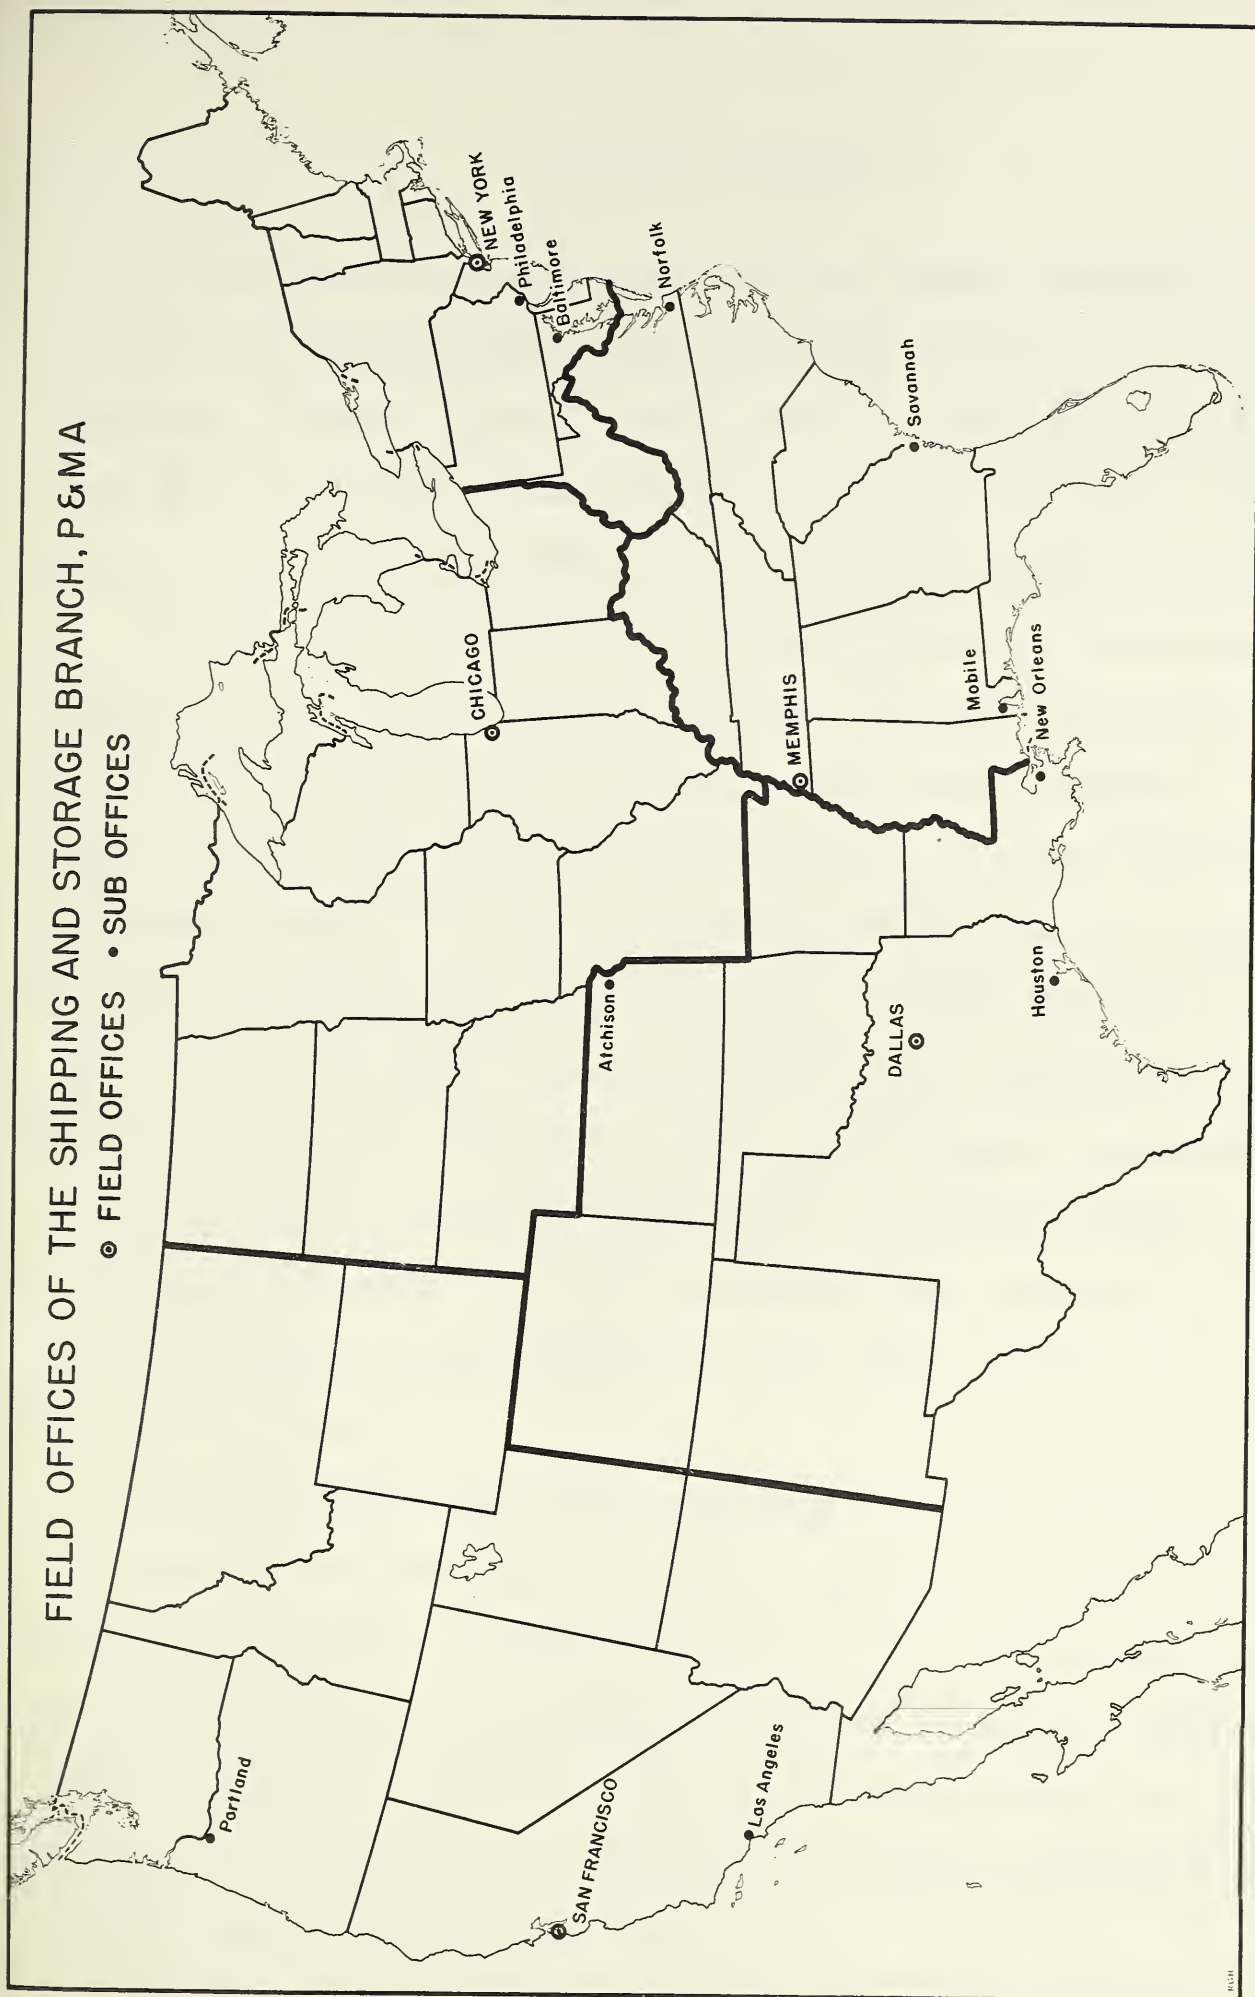 FIELD OFFICES OF THE SHIPPING AND STORAGE BRANCH, P&MA
FIELD OFFICES • SUB OFFICES
Portland
SAN FRANCISCO
Los Angeles
Atchison
DALLAS
Houston
CHICAGO
MEMPHIS
Mobile
New Orleans
NEW YORK
Philadelphia
Baltimore
Norfolk
Savannah